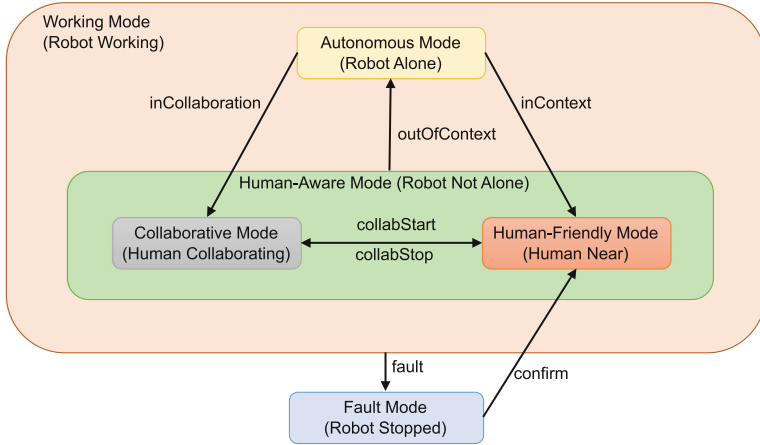 Working Mode
(Robot Working)
Autonomous Mode
(Robot Alone)
inCollaboration
inContext
outOfContext
Human-Aware Mode (Robot Not Alone)
Collaborative Mode
(Human Collaborating)
collabStart
collabStop
Human-Friendly Mode
(Human Near)
fault
confirm
Fault Mode
(Robot Stopped)